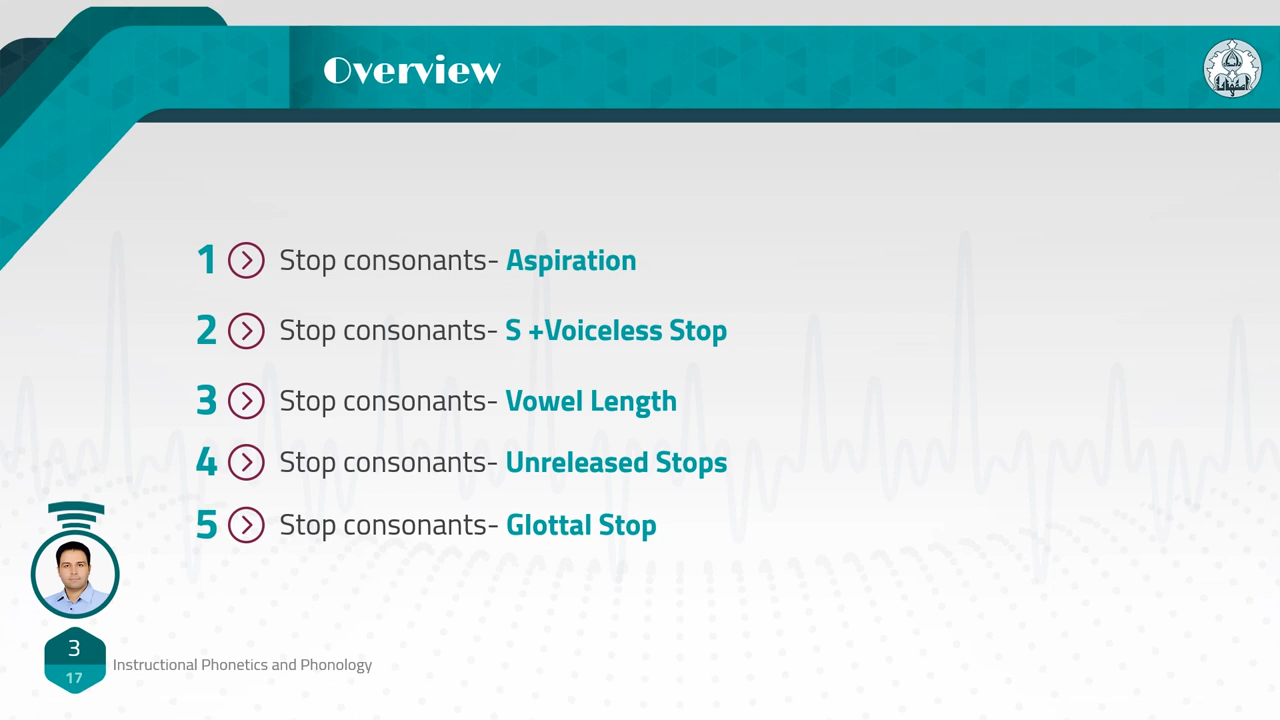 Overview
اصفهان
1 Stop consonants- Aspiration
2 Stop consonants- S +Voiceless Stop
3 Stop consonants- Vowel Length
4 Stop consonants- Unreleased Stops
5 Stop consonants- Glottal Stop
3
17
Instructional Phonetics and Phonology